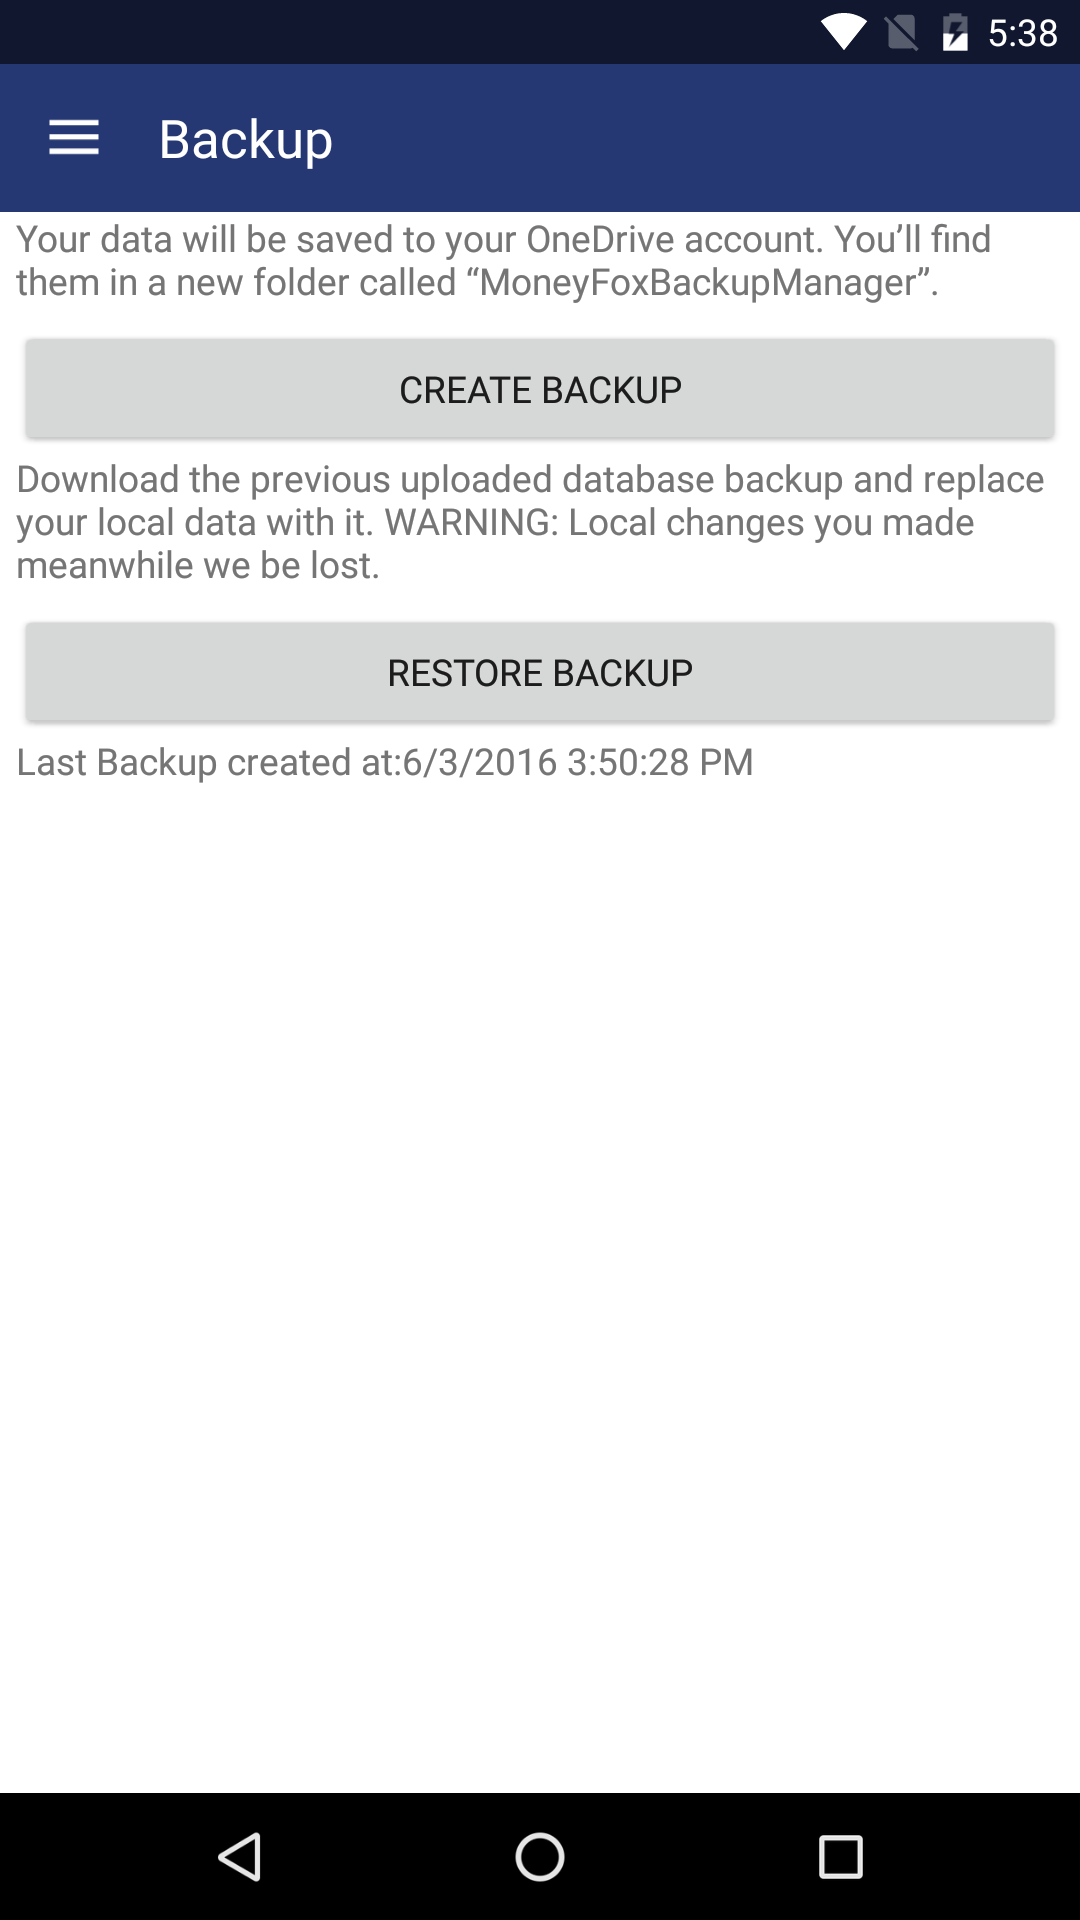 5:38
Backup
Your data will be saved to your OneDrive account. You’ll find
them in a new folder called “MoneyFoxBackupManager”.
CREATE BACKUP
Download the previous uploaded database backup and replace
your local data with it. WARNING: Local changes you made
meanwhile we be lost.
RESTORE BACKUP
Last Backup created at:6/3/2016 3:50:28 PM